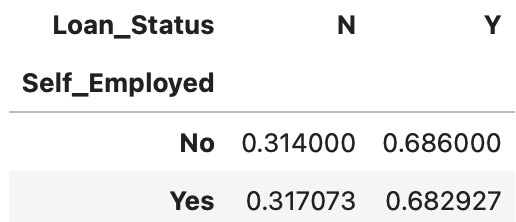 Loan_Status N Y
Self_Employed
No 0.314000 0.686000
Yes 0.317073 0.682927